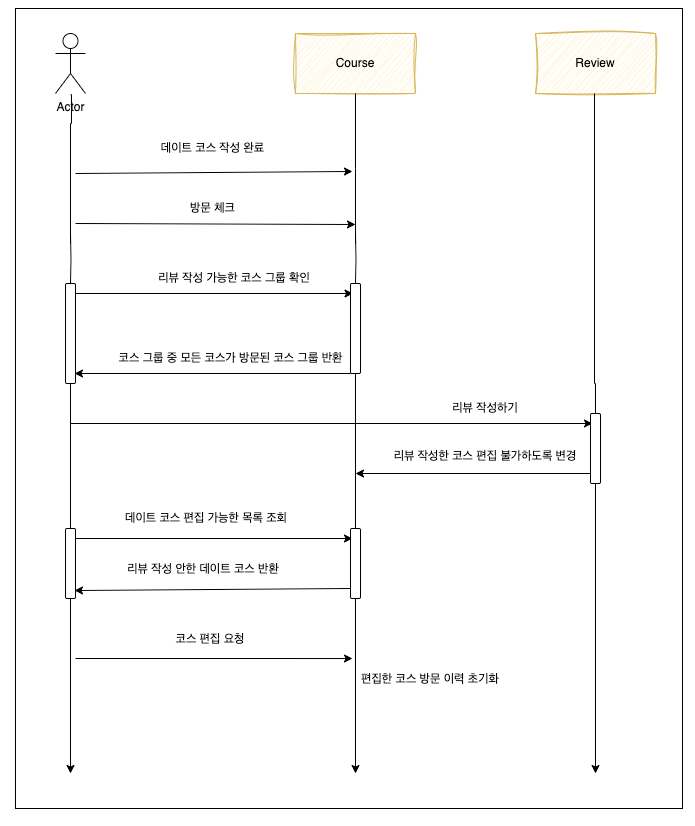 Course
Review
Actor
데이트 코스 작성 완료
방문 체크
리뷰 작성 가능한 코스 그룹 확인
코스 그룹 중 모든 코스가 방문된 코스 그룹 반환
리뷰 작성하기
리뷰 작성한 코스 편집 불가하도록 변경
데이트 코스 편집 가능한 목록 조회
리뷰 작성 안한 데이트 코스 반환
코스 편집 요청
편집한 코스 방문 이력 초기화